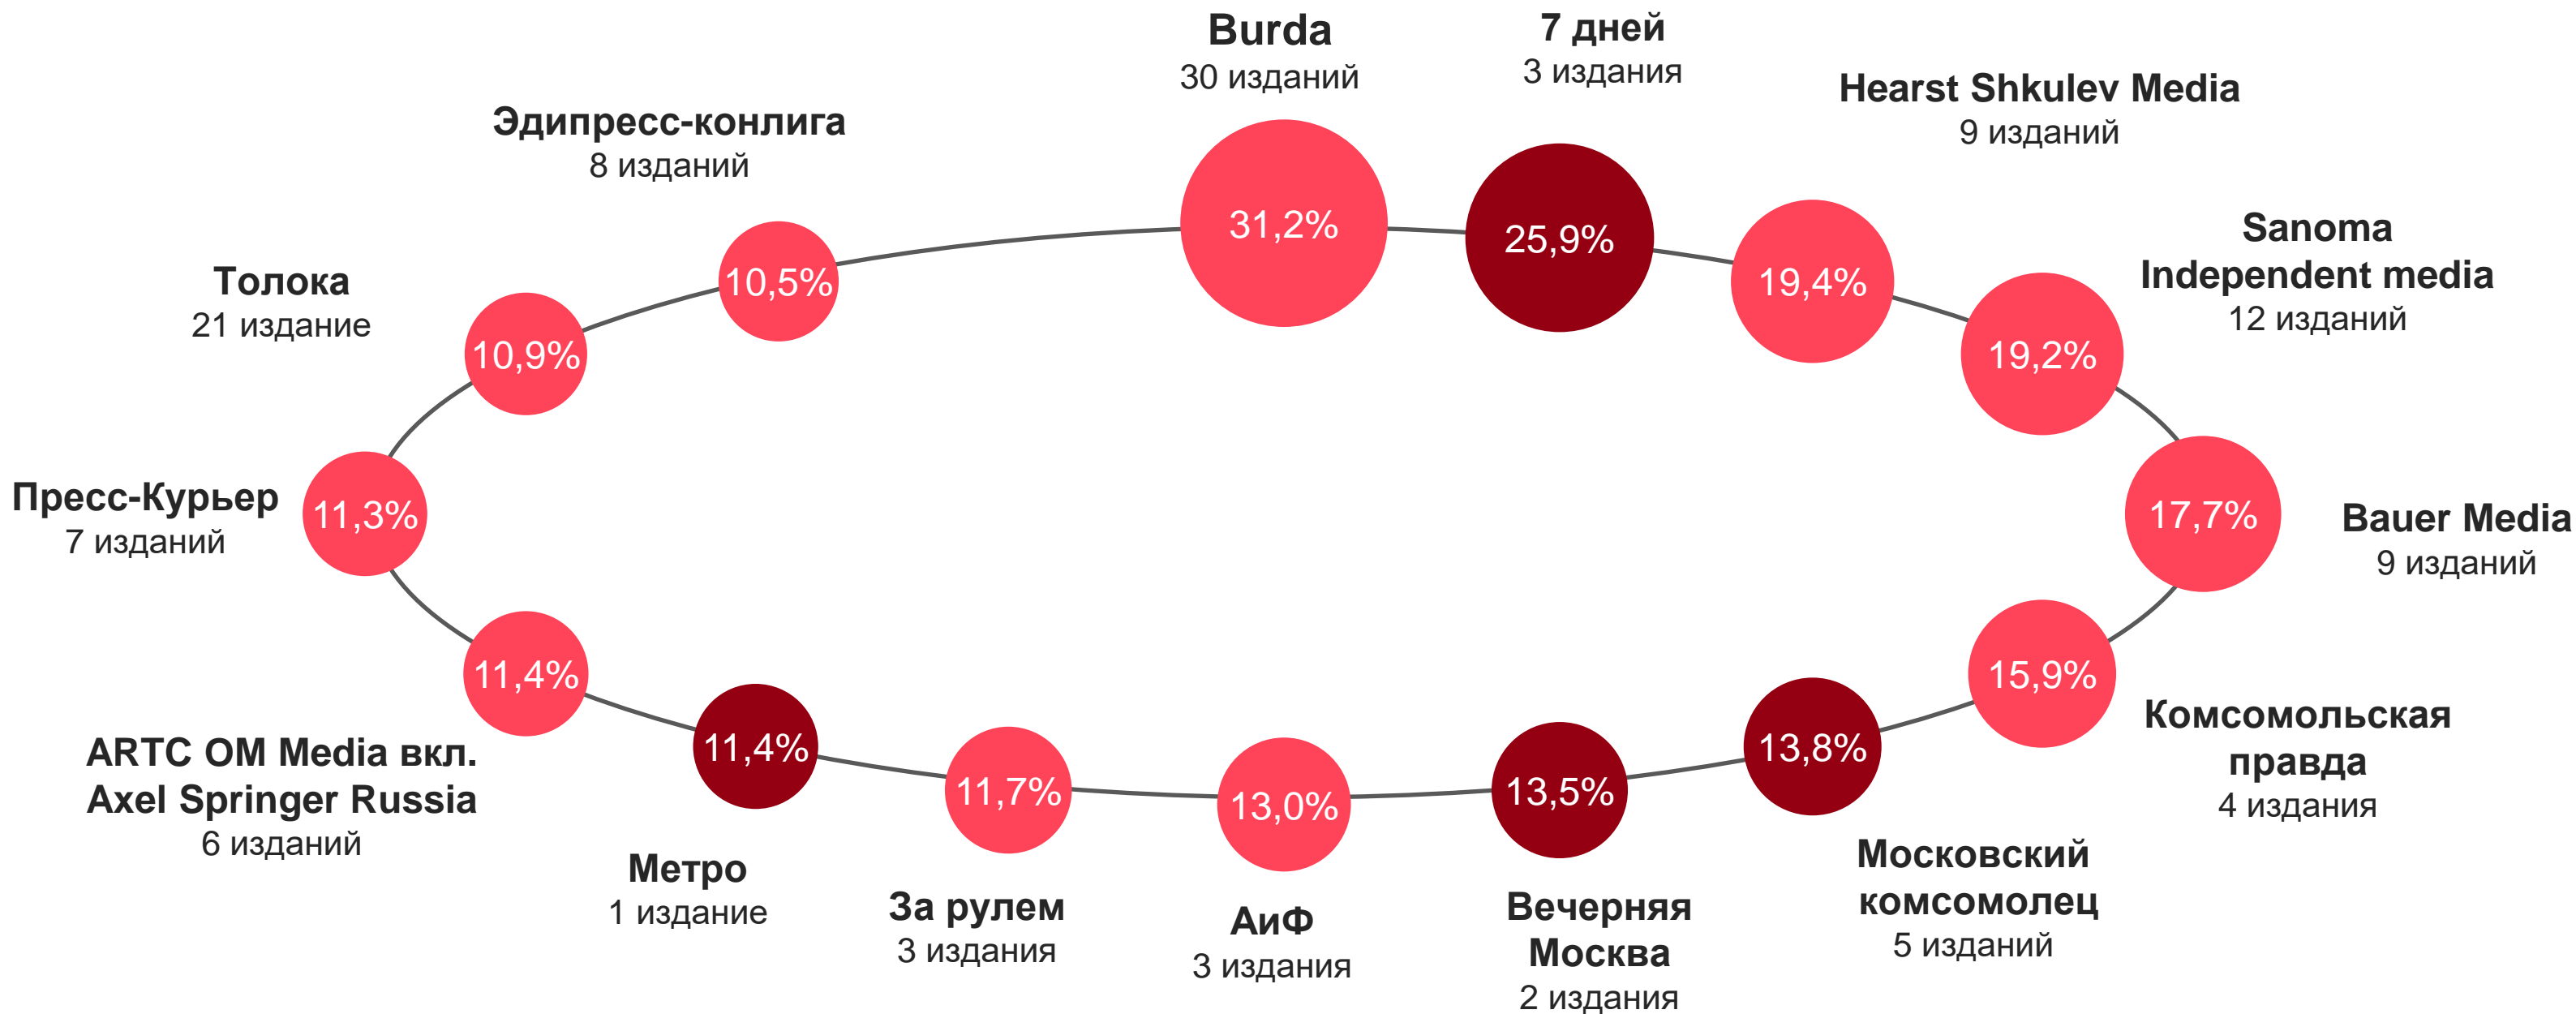 Burda
30 изданий
31,2%
7 дней
3 издания
25,9%
Hearst Shkulev Media
9 изданий
19,4%
Sanoma
Independent media
12 изданий
19,2%
Bauer Media
9 изданий
17,7%
Комсомольская
правда
4 издания
15,9%
Московский
комсомолец
5 изданий
13,8%
Вечерняя
Москва
2 издания
13,5%
АиФ
3 издания
13,0%
За рулем
3 издания
11,7%
Метро
1 издание
11,4%
ARTC OM Media вкл.
Axel Springer Russia
6 изданий
11,4%
Пресс-Курьер
7 изданий
11,3%
Толока
21 издание
10,9%
Эдипресс-конлига
8 изданий
10,5%